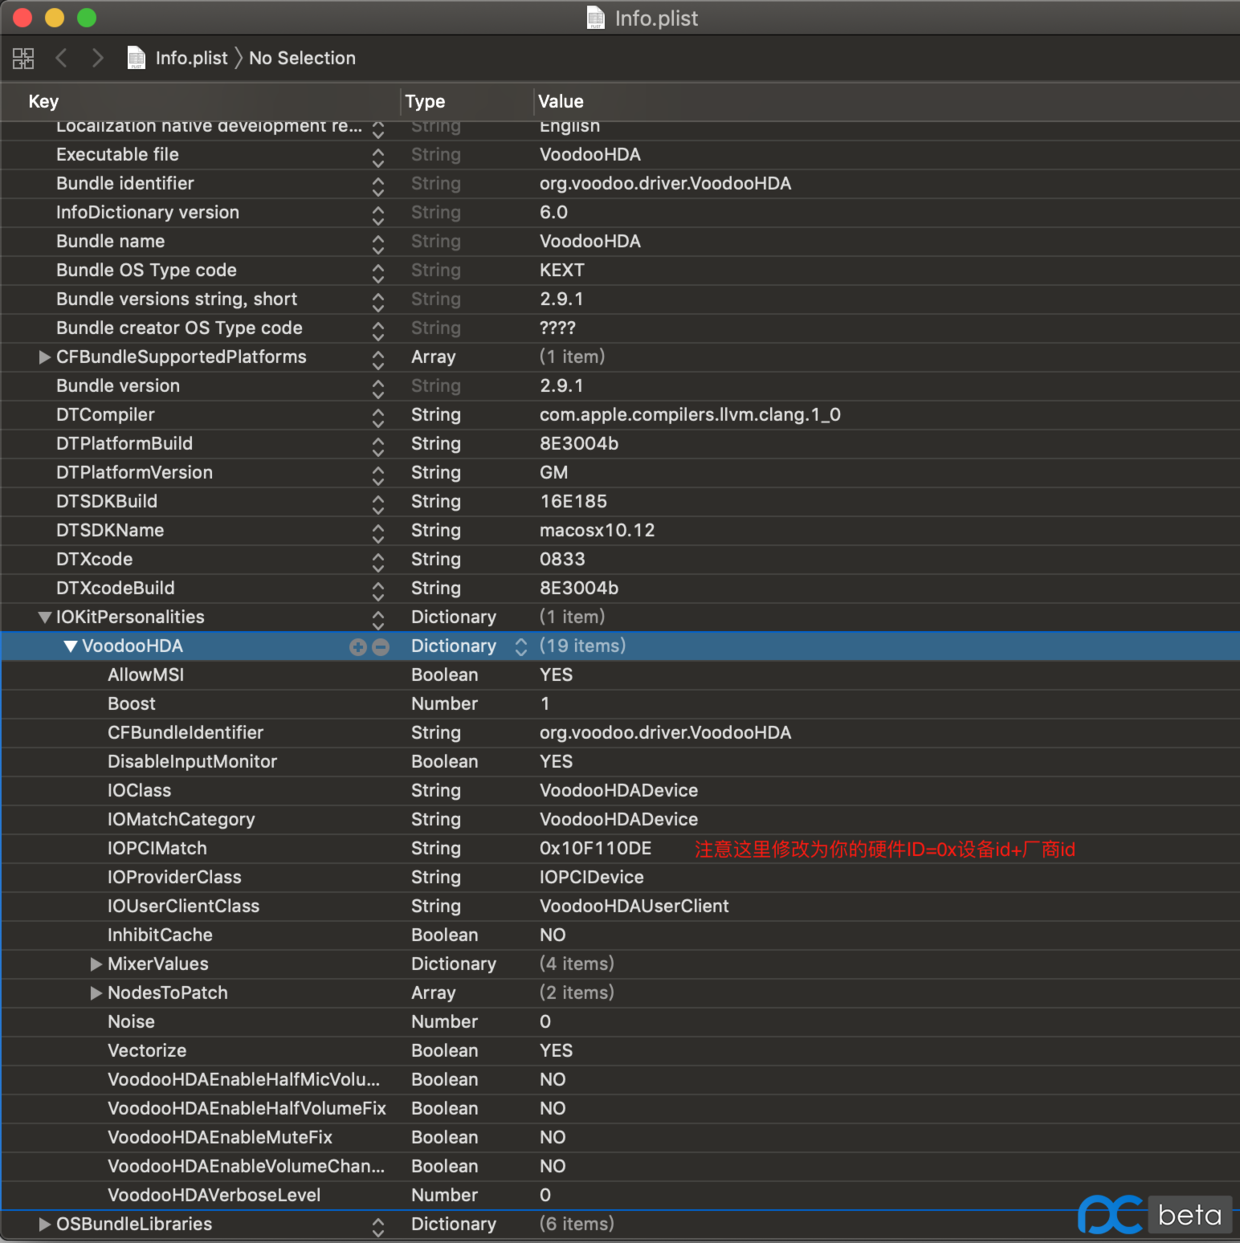 Info.plist
Info.plist 〉 No Selection
Key Type Value
Localization native development re... String English
Executable file String VoodooHDA
Bundle identifier String org.voodoo.driver.VoodooHDA
InfoDictionary version String 6.0
Bundle name String VoodooHDA
Bundle OS Type code String KEXT
Bundle versions string, short String 2.9.1
Bundle creator OS Type code String ????
CFBundleSupportedPlatforms Array (1 item)
Bundle version String 2.9.1
DTCompiler String com.apple.compilers.llvm.clang.1_0
DTPlatformBuild String 8E3004b
DTPlatformVersion String GM
DTSDKBuild String 16E185
DTSDKName String macosx10.12
DTXcode String 0833
DTXcodeBuild String 8E3004b
IOKitPersonalities Dictionary (1 item)
VoodooHDA Dictionary (19 items)
AllowMSI Boolean YES
Boost Number 1
CFBundleIdentifier String org.voodoo.driver.VoodooHDA
DisableInputMonitor Boolean YES
IOClass String VoodooHDADevice
IOMatchCategory String VoodooHDADevice
IOPCIMatch String 0x10F110DE 注意这里修改为你的硬件ID=0x设备id+厂商id
IOProviderClass String IOPCIDevice
IOUserClientClass String VoodooHDAUserClient
InhibitCache Boolean NO
MixerValues Dictionary (4 items)
NodesToPatch Array (2 items)
Noise Number 0
Vectorize Boolean YES
VoodooHDAEnableHalfMicVolu... Boolean NO
VoodooHDAEnableHalfVolumeFix Boolean NO
VoodooHDAEnableMuteFix Boolean NO
VoodooHDAEnableVolumeChan... Boolean NO
VoodooHDAVerboseLevel Number 0
OSBundleLibraries Dictionary (6 items)
pc beta